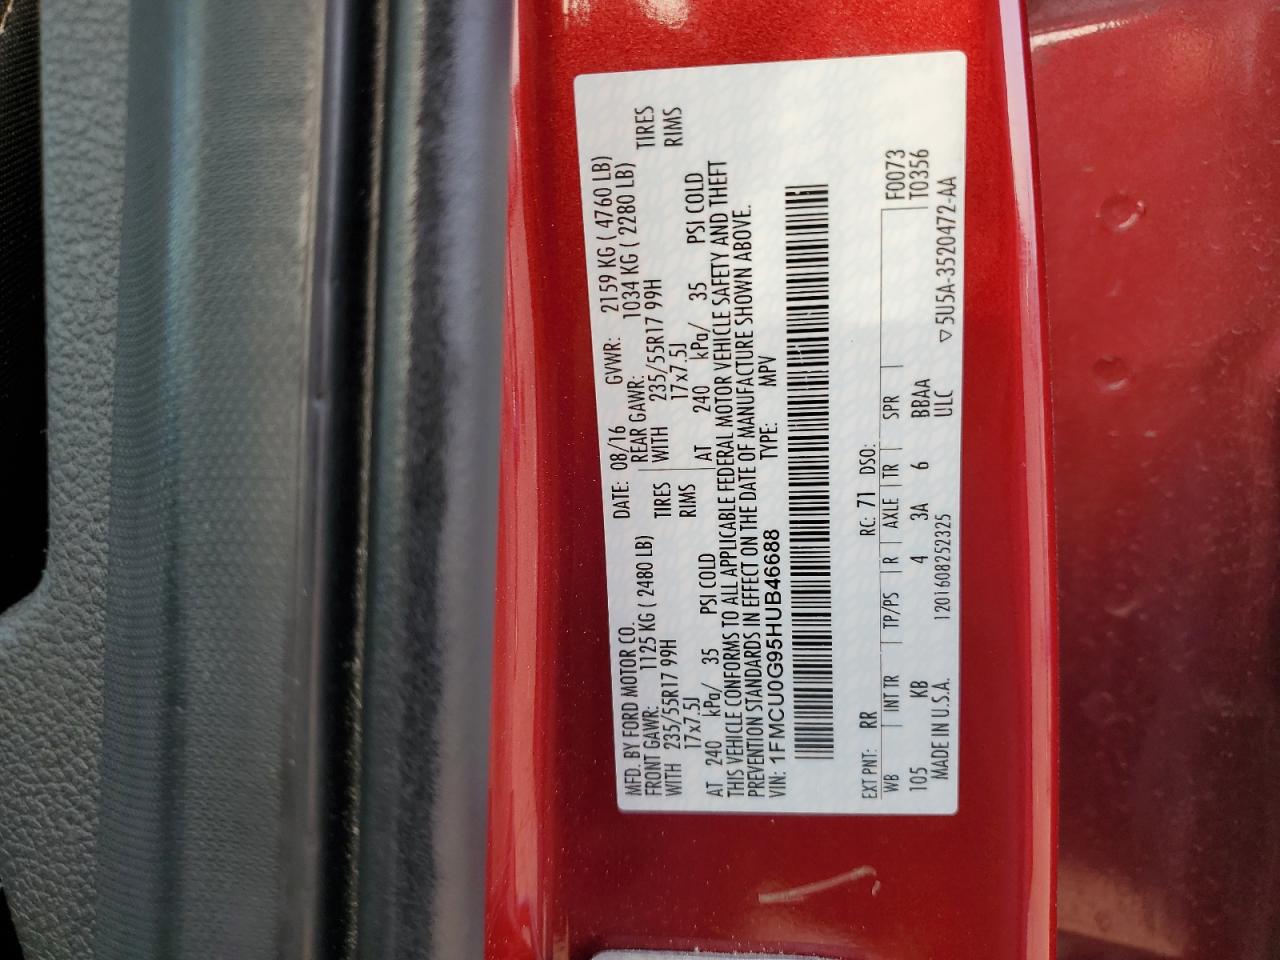 MFD. BY FORD MOTOR CO. DATE: 08/16 GVWR: 2159 KG ( 4760 LB)
FRONT GAWR: 1125 KG ( 2480 LB) REAR GAWR: 1034 KG ( 2280 LB)
WITH 235/55R17 99H TIRES WITH 235/55R17 99H TIRES
17x7.5J RIMS 17x7.5J RIMS
AT 240 kPa/ 35 PSI COLD AT 240 kPa/ 35 PSI COLD
THIS VEHICLE CONFORMS TO ALL APPLICABLE FEDERAL MOTOR VEHICLE SAFETY AND THEFT
PREVENTION STANDARDS IN EFFECT ON THE DATE OF MANUFACTURE SHOWN ABOVE.
VIN: 1FMCU0G95HUB46688 TYPE: MPV
EXT PNT: RR RC: 71 DSO:
WB INT TR TP/PS R AXLE TR SPR F0073
105 KB 4 3A 6 BBAA T0356
MADE IN U.S.A. 1201608252325 ULC ▽5U5A-3520472-AA